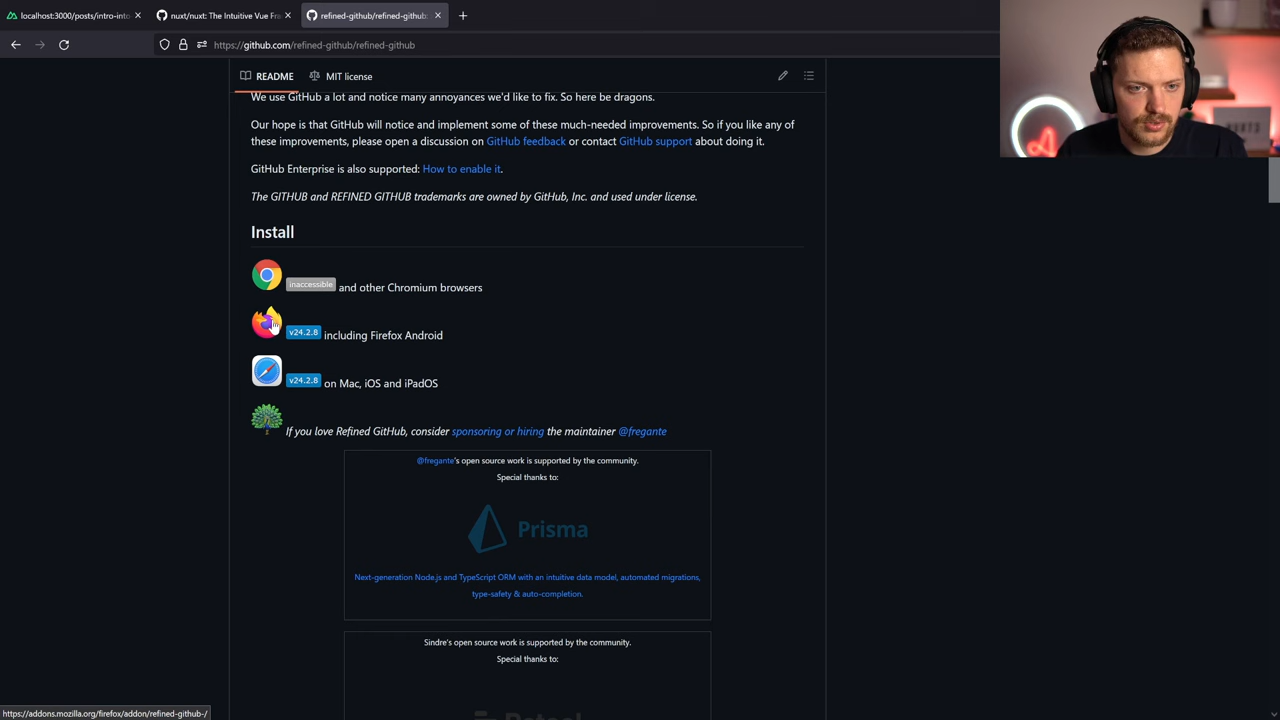 localhost:3000/posts/intro-into
nuxt/nuxt: The Intuitive Vue Fra
refined-github/refined-github:
https://github.com/refined-github/refined-github
README
MIT license
We use GitHub a lot and notice many annoyances we'd like to fix. So here be dragons.
Our hope is that GitHub will notice and implement some of these much-needed improvements. So if you like any of
these improvements, please open a discussion on GitHub feedback or contact GitHub support about doing it.
GitHub Enterprise is also supported: How to enable it.
The GITHUB and REFINED GITHUB trademarks are owned by GitHub, Inc. and used under license.
Install
inaccessible and other Chromium browsers
v24.2.8 including Firefox Android
v24.2.8 on Mac, iOS and iPadOS
If you love Refined GitHub, consider sponsoring or hiring the maintainer @fregante
@fregante's open source work is supported by the community.
Special thanks to:
Prisma
Next-generation Node.js and TypeScript ORM with an intuitive data model, automated migrations,
type-safety & auto-completion.
Sindre's open source work is supported by the community.
Special thanks to:
https://addons.mozilla.org/firefox/addon/refined-github-/